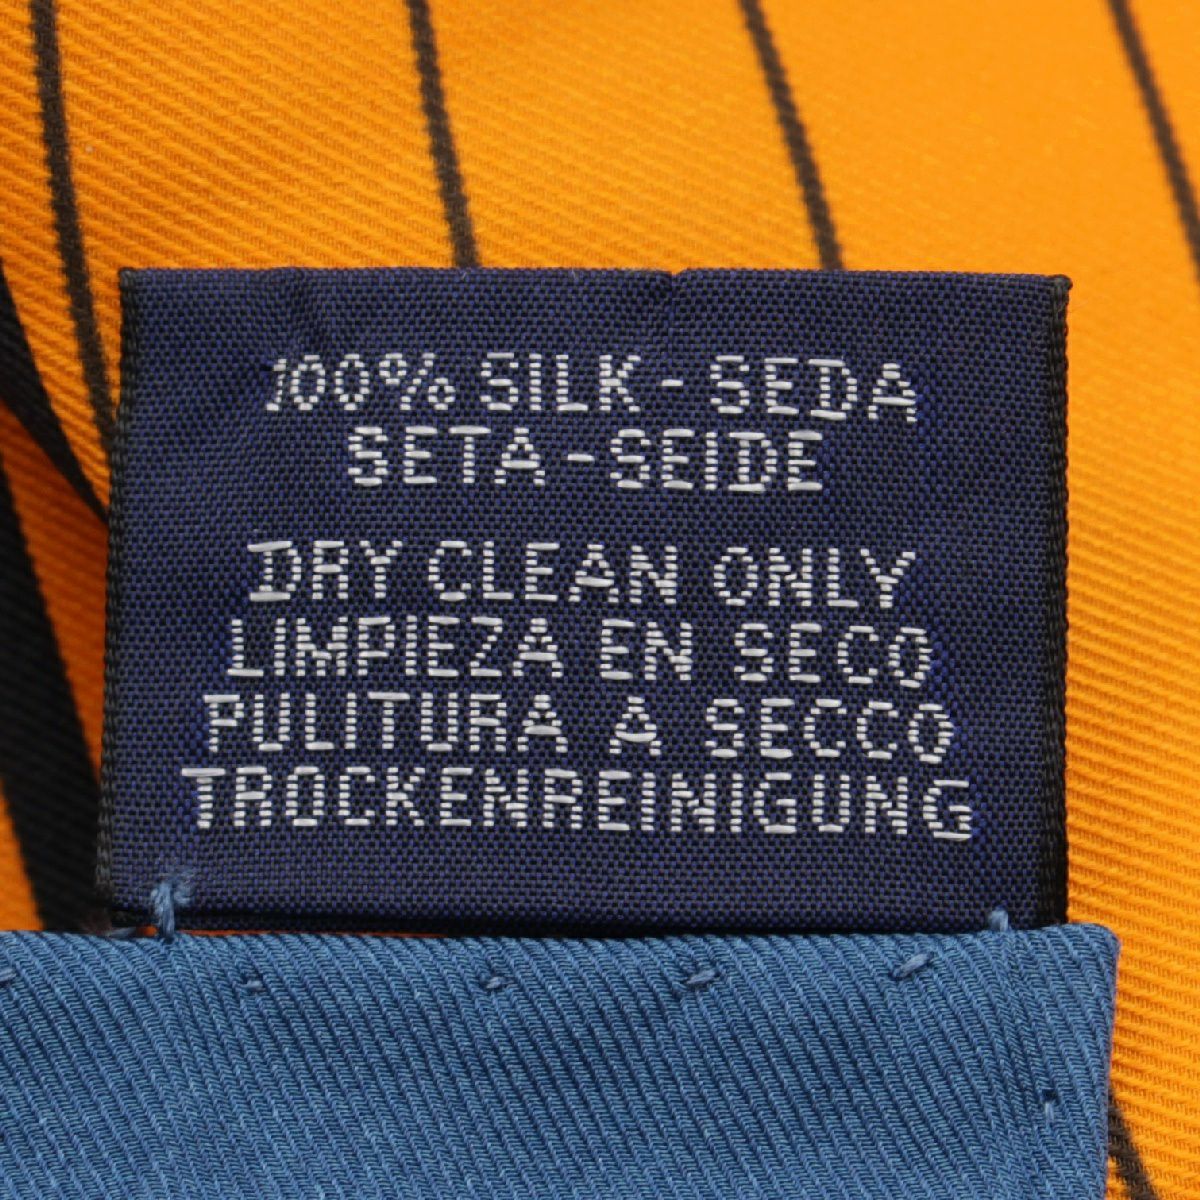 100% SILK - SEDA
SETA - SEIDE
DRY CLEAN ONLY
LIMPIEZA EN SECO
PULITURA A SECCO
TROCKENREINIGUNG